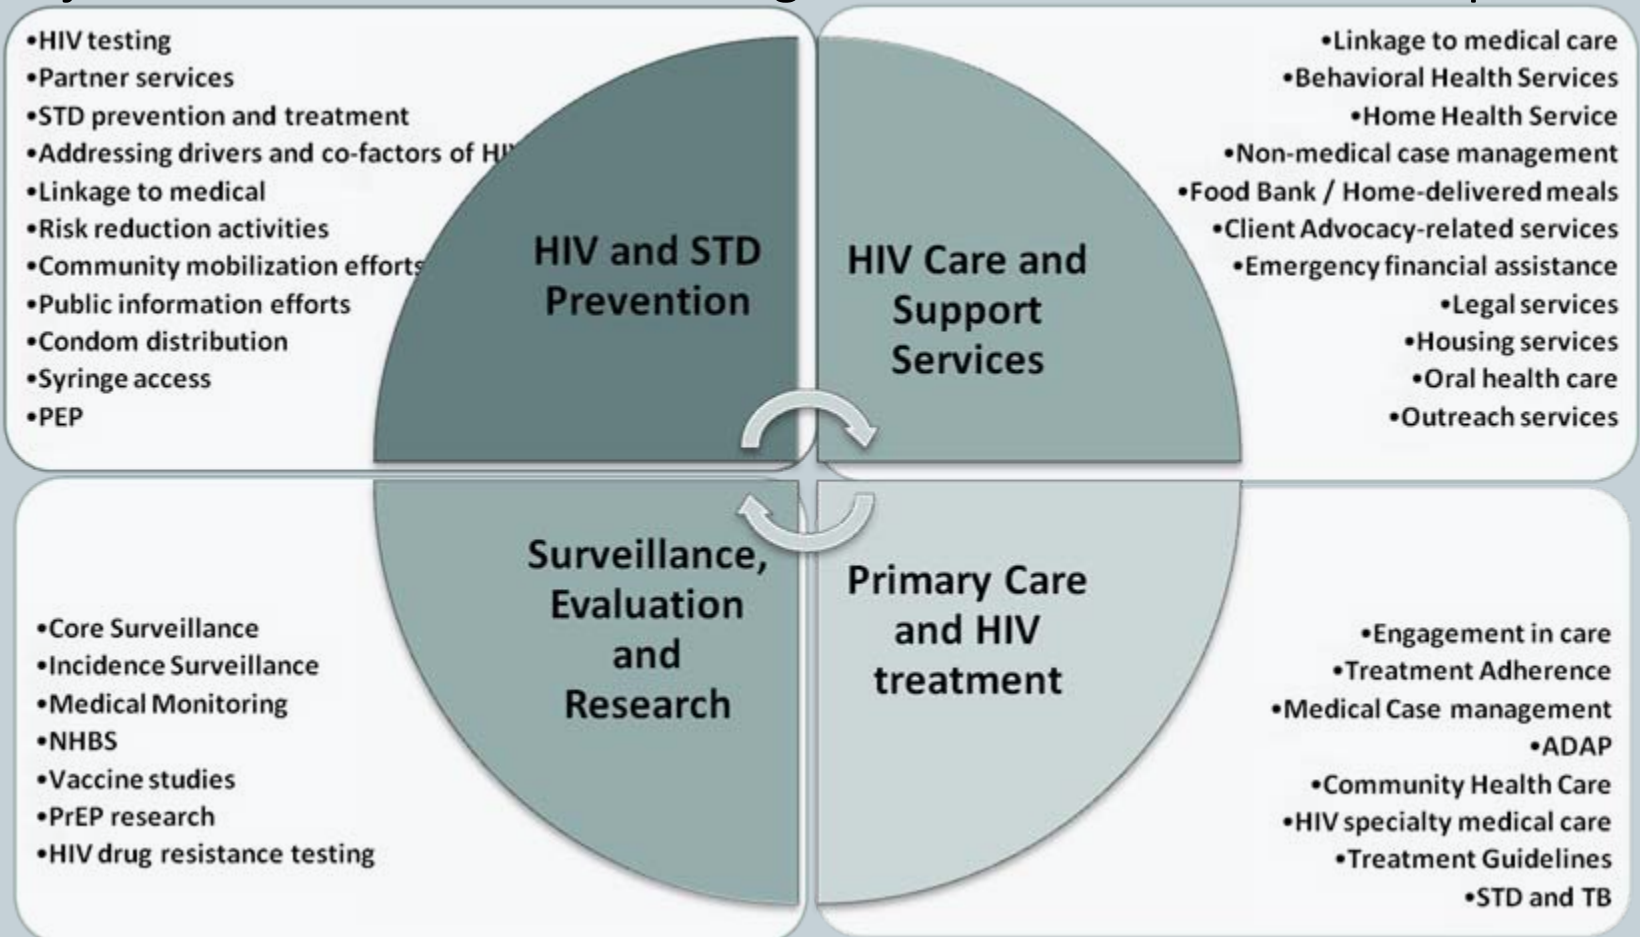 •HIV testing
•Partner services
•STD prevention and treatment
•Addressing drivers and co-factors of
•Linkage to medical
•Risk reduction activities
•Community mobilization efforts
•Public information efforts
•Condom distribution
•Syringe access
•PEP
HIV and STD
Prevention
•Linkage to medical care
•Behavioral Health Services
•Home Health Service
•Non-medical case management
•Food Bank / Home-delivered meals
•Client Advocacy-related services
•Emergency financial assistance
•Legal services
•Housing services
•Oral health care
•Outreach services
HIV Care and
Support
Services
•Core Surveillance
•Incidence Surveillance
•Medical Monitoring
•NHBS
•Vaccine studies
•PrEP research
•HIV drug resistance testing
Surveillance,
Evaluation
and
Research
Primary Care
and HIV
treatment
•Engagement in care
•Treatment Adherence
•Medical Case management
•ADAP
•Community Health Care
•HIV specialty medical care
•Treatment Guidelines
•STD and TB